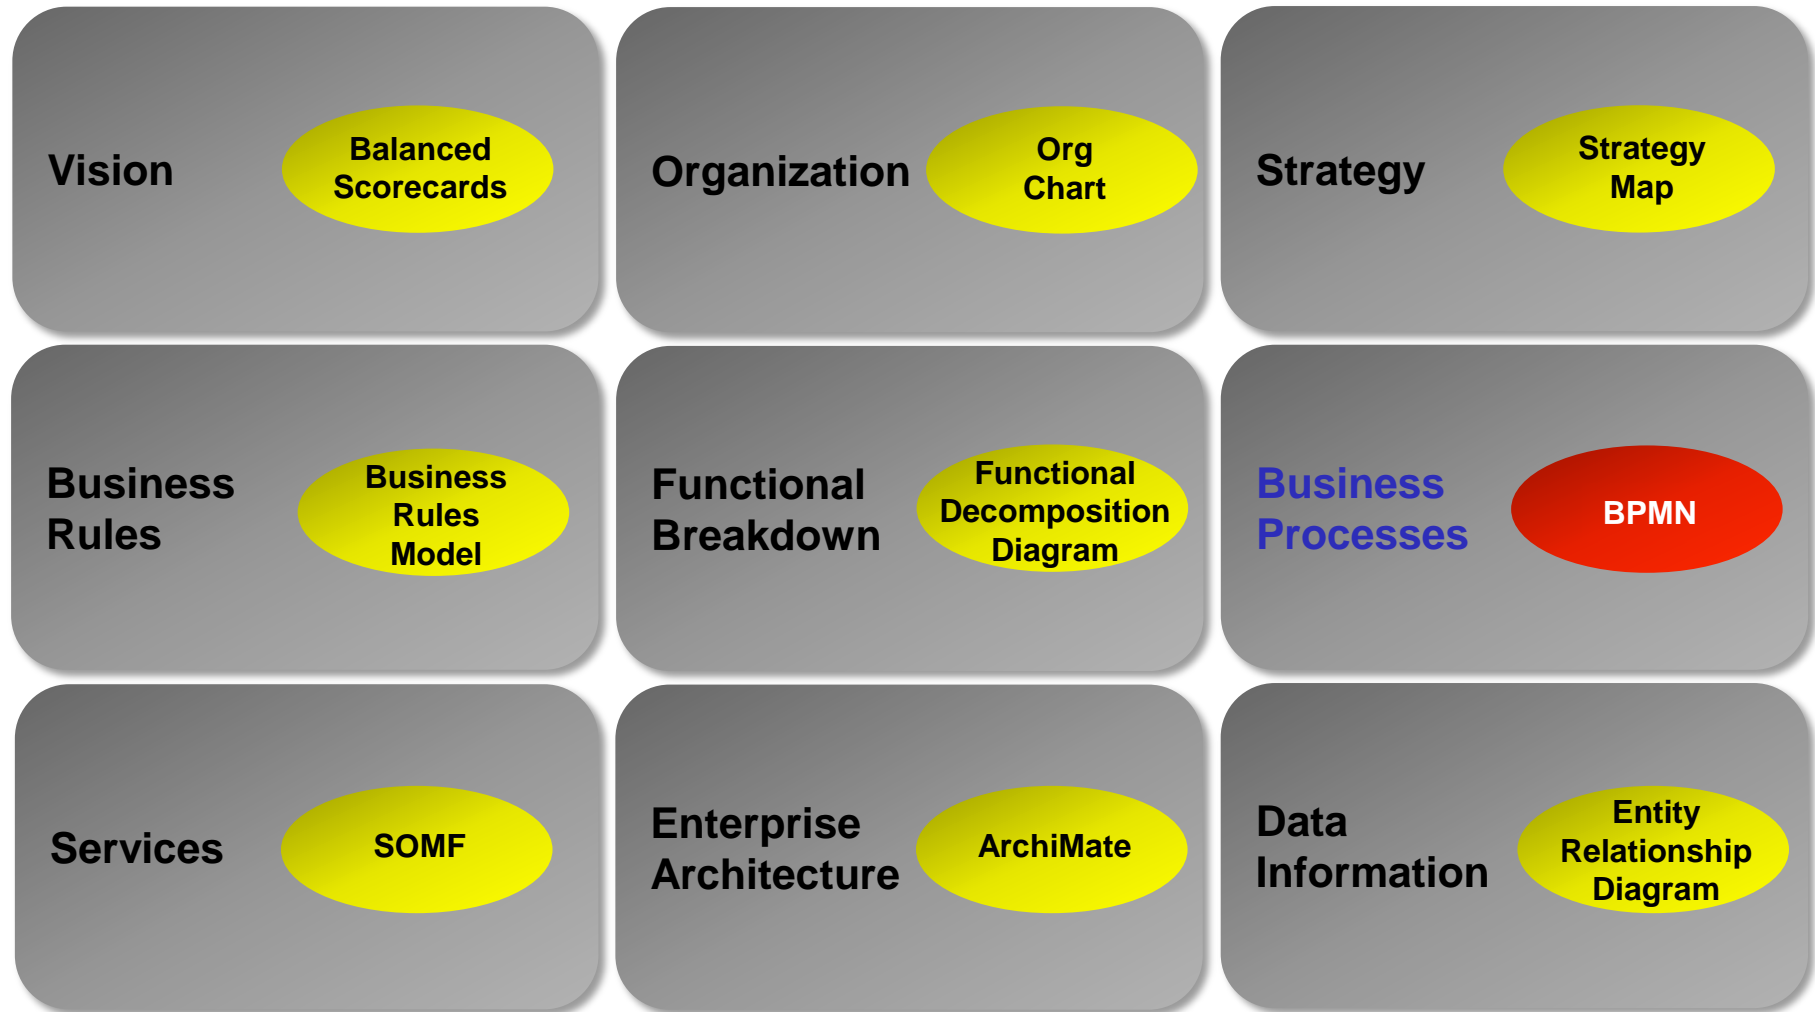 Vision
Balanced
Scorecards
Organization
Org
Chart
Strategy
Strategy
Map
Business
Rules
Business
Rules
Model
Functional
Breakdown
Functional
Decomposition
Diagram
Business
Processes
BPMN
Services
SOMF
Enterprise
Architecture
ArchiMate
Data
Information
Entity
Relationship
Diagram